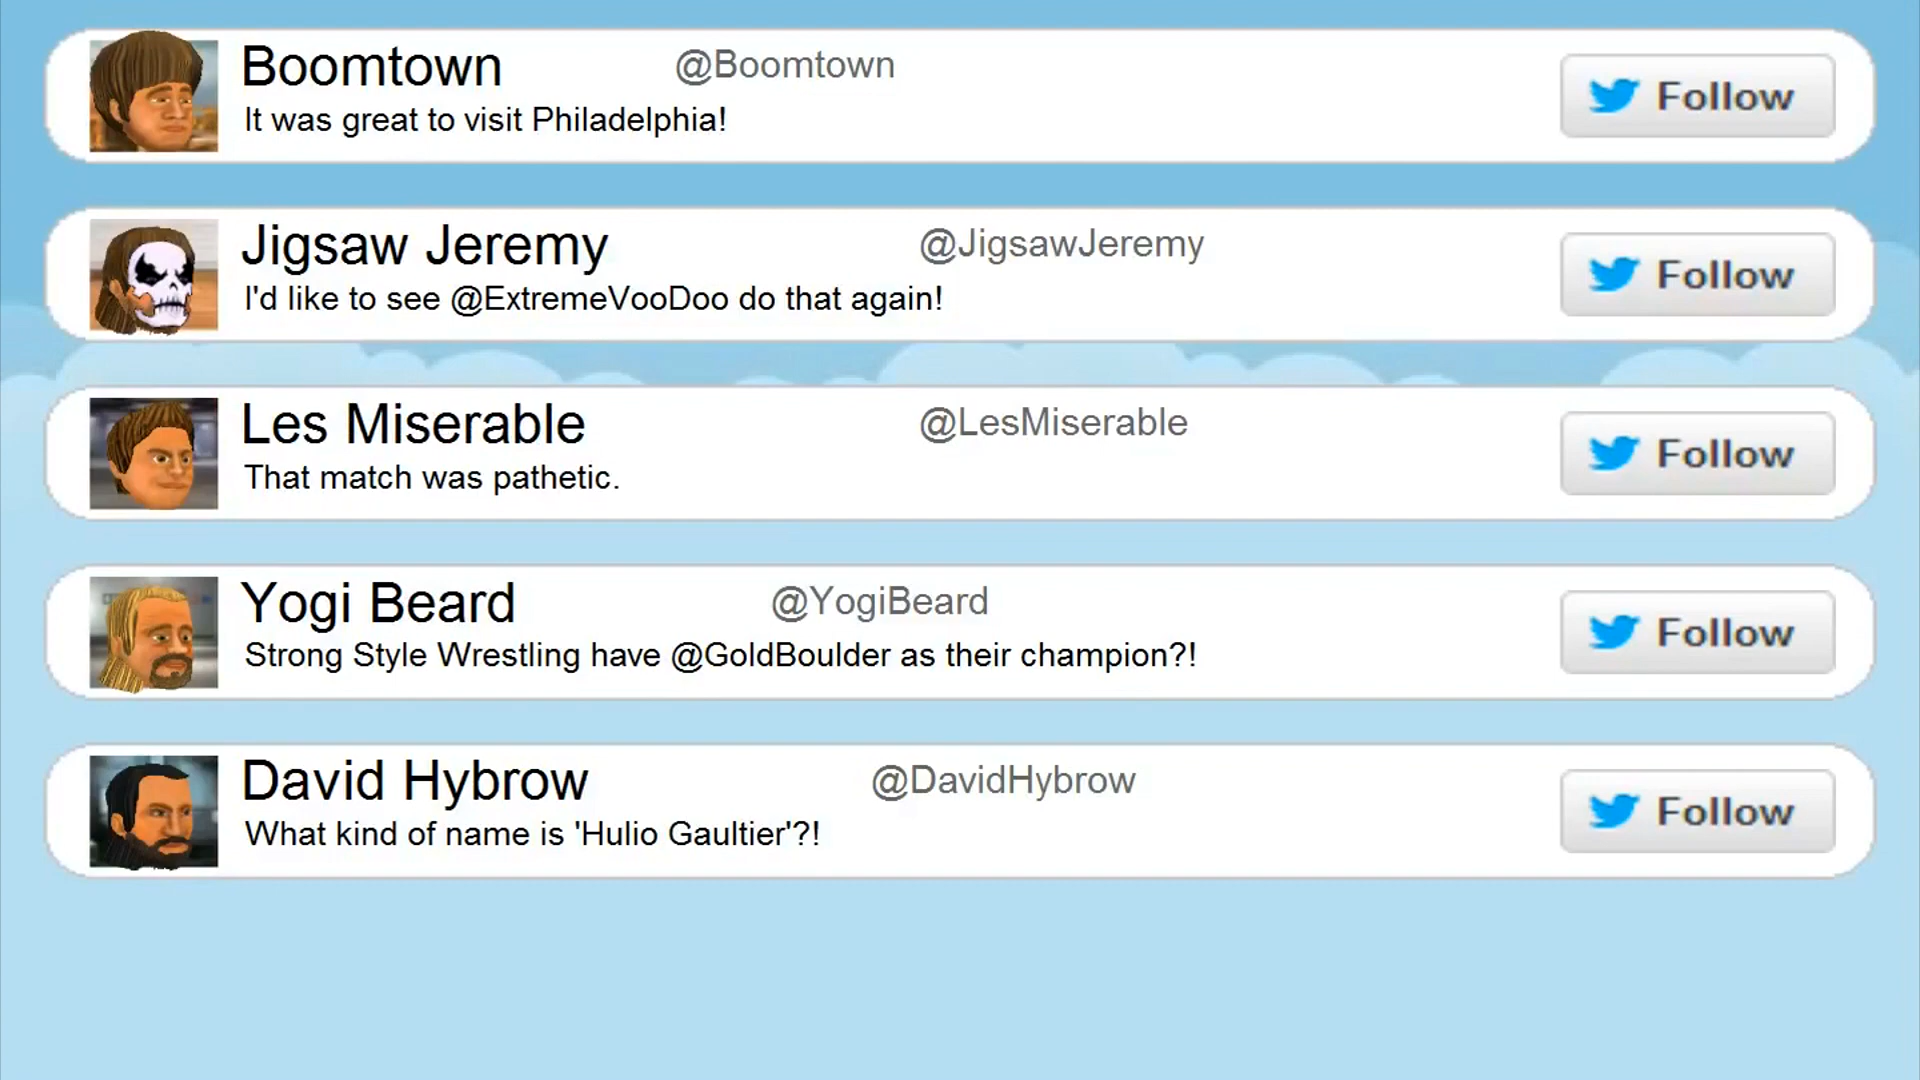 Boomtown @Boomtown
It was great to visit Philadelphia!
Follow
Jigsaw Jeremy @JigsawJeremy
I'd like to see @ExtremeVooDoo do that again!
Follow
Les Miserable @LesMiserable
That match was pathetic.
Follow
Yogi Beard @YogiBeard
Strong Style Wrestling have @GoldBoulder as their champion?!
Follow
David Hybrow @DavidHybrow
What kind of name is 'Hulio Gaultier'?!
Follow